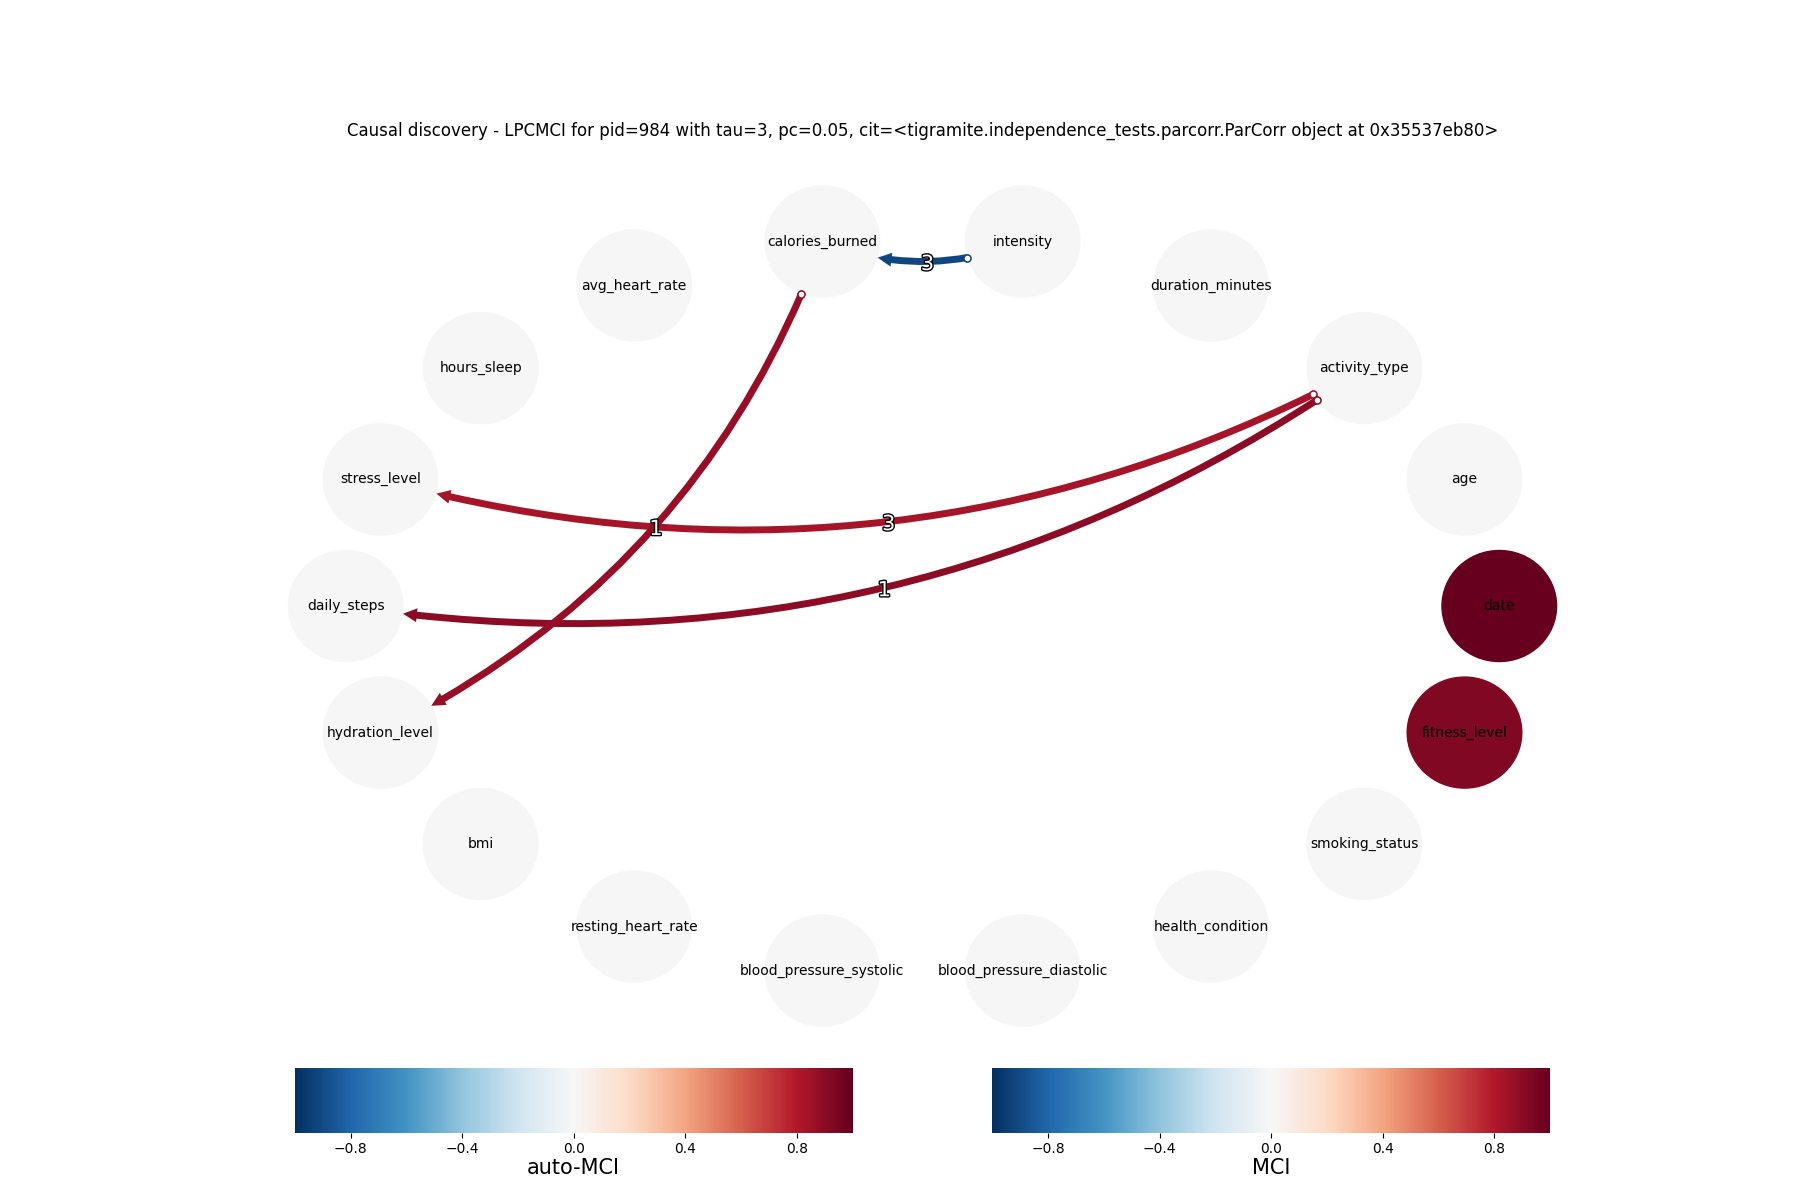 Causal discovery - LPCMCI for pid=984 with tau=3, pc=0.05, cit=<tigramite.independence_tests.parcorr.ParCorr object at 0x35537eb80>
calories_burned
intensity
3
avg_heart_rate
duration_minutes
hours_sleep
activity_type
stress_level
age
1
3
daily_steps
1
date
hydration_level
fitness_level
bmi
smoking_status
resting_heart_rate
health_condition
blood_pressure_systolic
blood_pressure_diastolic
−0.8 −0.4 0.0 0.4 0.8
auto-MCI
−0.8 −0.4 0.0 0.4 0.8
MCI